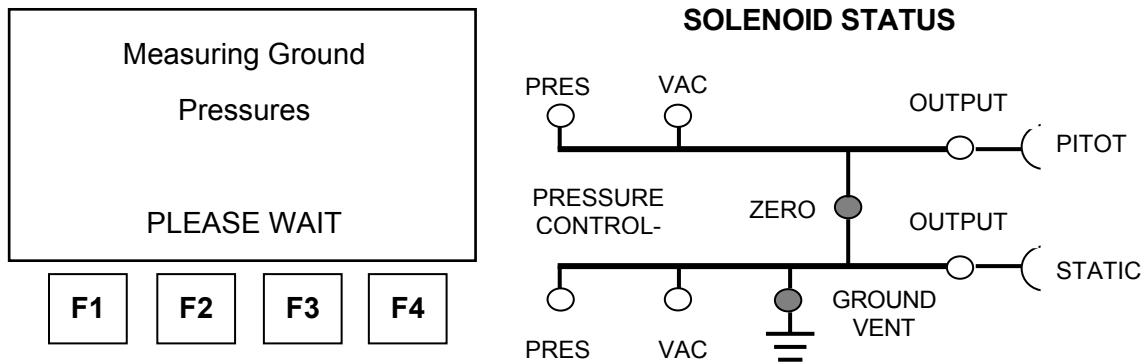 Measuring Ground
Pressures
PLEASE WAIT
F1 F2 F3 F4
SOLENOID STATUS
PRES VAC
OUTPUT
PITOT
PRESSURE
CONTROL-
ZERO
OUTPUT
STATIC
GROUND
VENT
PRES VAC